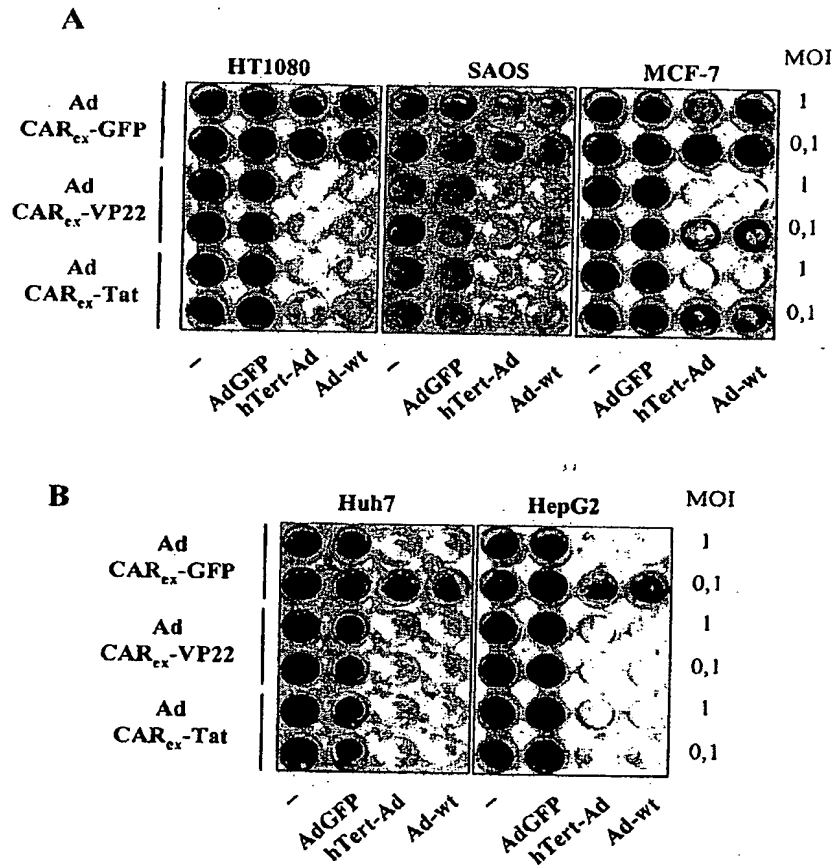 A
HT1080 SAOS MCF-7 MOI
Ad
CARex-GFP
1
0,1
Ad
CARex-VP22
1
0,1
Ad
CARex-Tat
1
0,1
– AdGFP hTert-Ad Ad-wt – AdGFP hTert-Ad Ad-wt – AdGFP hTert-Ad Ad-wt
B
Huh7 HepG2 MOI
Ad
CARex-GFP
1
0,1
Ad
CARex-VP22
1
0,1
Ad
CARex-Tat
1
0,1
– AdGFP hTert-Ad Ad-wt – AdGFP hTert-Ad Ad-wt